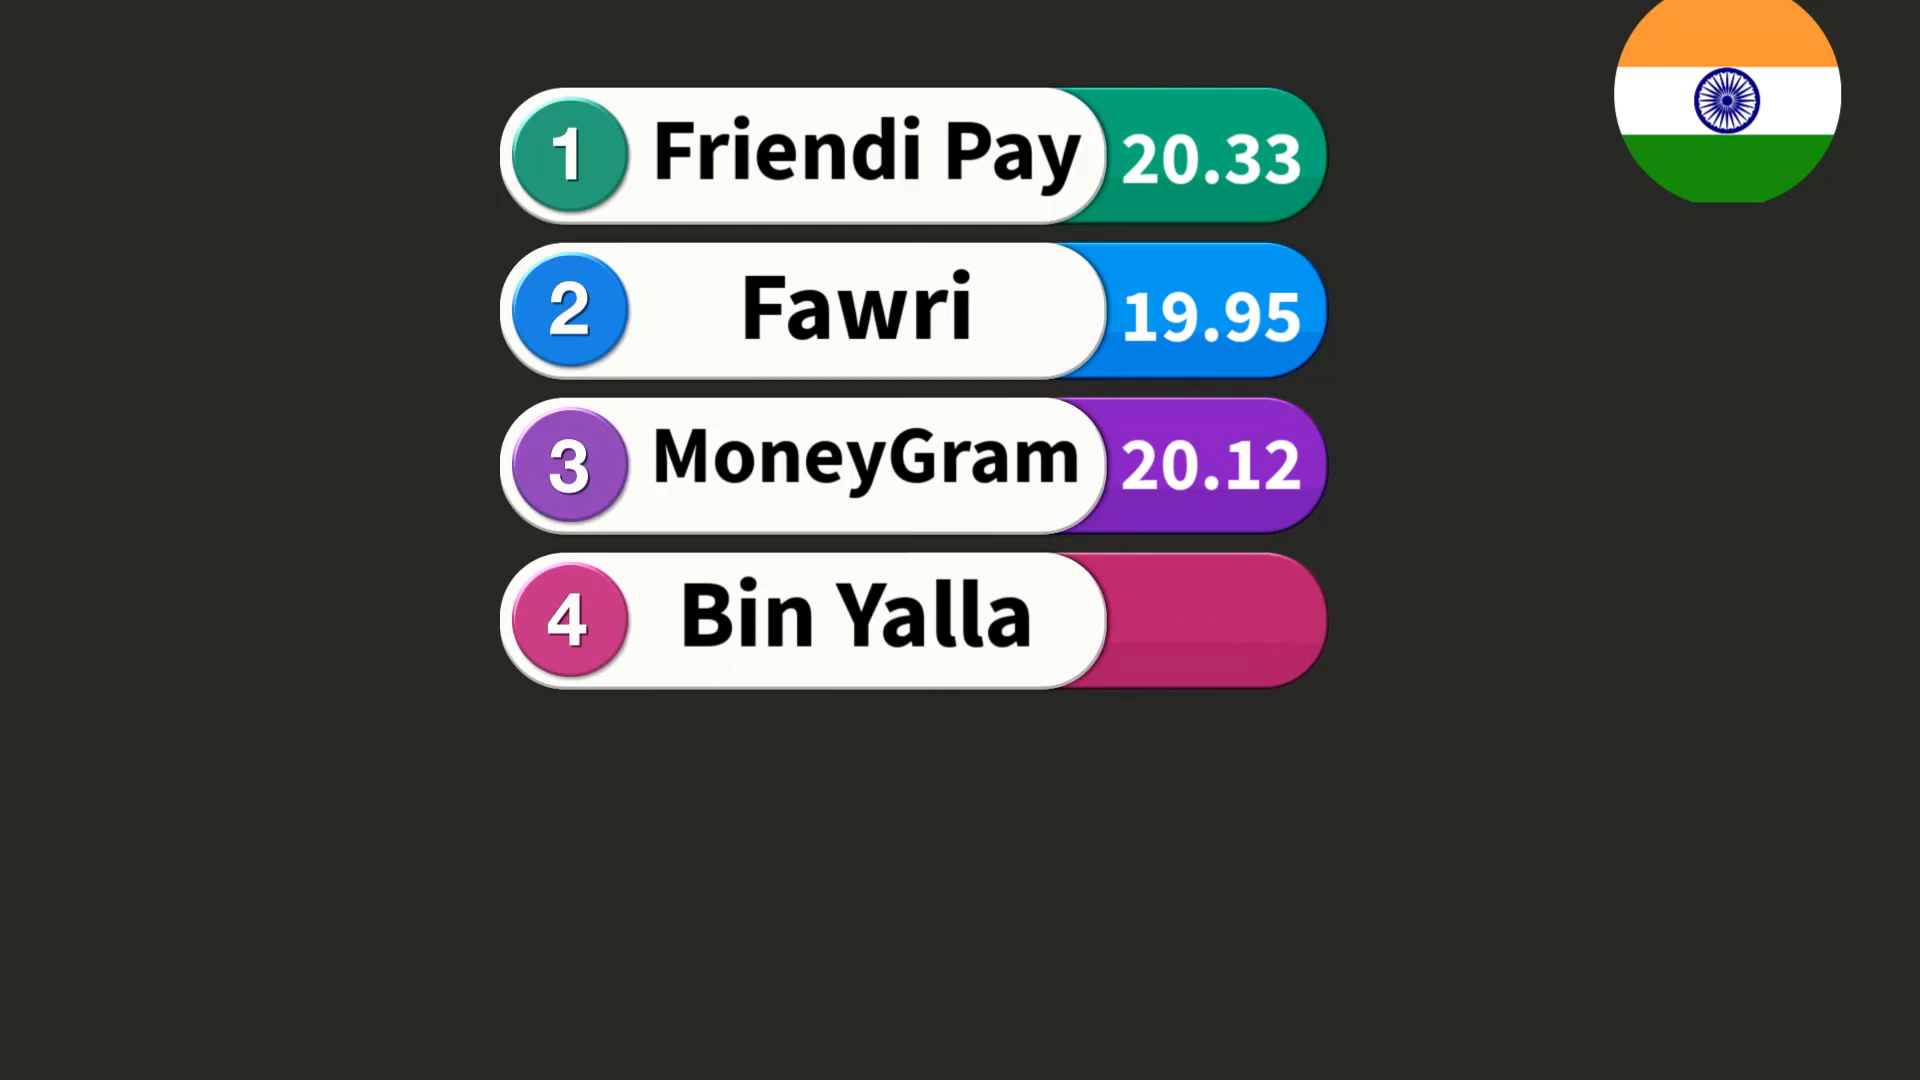 1 Friendi Pay 20.33
2 Fawri 19.95
3 MoneyGram 20.12
4 Bin Yalla